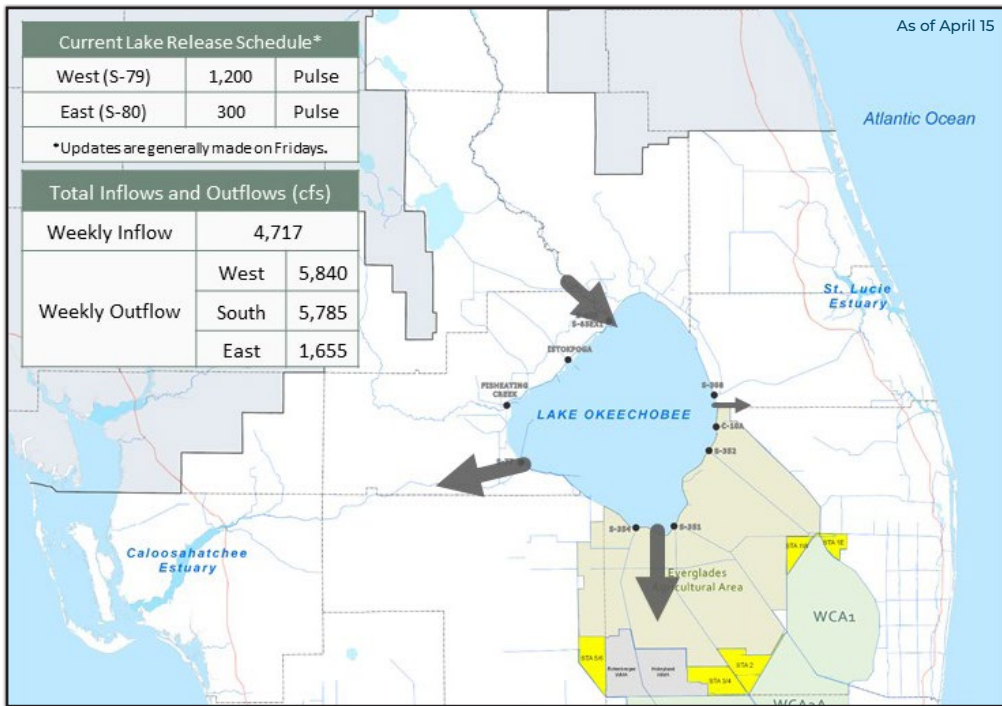 As of April 15
Current Lake Release Schedule*
West (S-79) 1,200 Pulse
East (S-80) 300 Pulse
*Updates are generally made on Fridays.
Total Inflows and Outflows (cfs)
Weekly Inflow 4,717
Weekly Outflow
West 5,840
South 5,785
East 1,655
Atlantic Ocean
St. Lucie
Estuary
S-65EX1
ISTOKPOGA
FISHEATING
CREEK
LAKE OKEECHOBEE
S-308
C-10A
S-352
S-354
S-351
Caloosahatchee
Estuary
Everglades
Agricultural Area
STA 1W
STA 1E
WCA1
STA 5/6
STA 2
STA 3/4